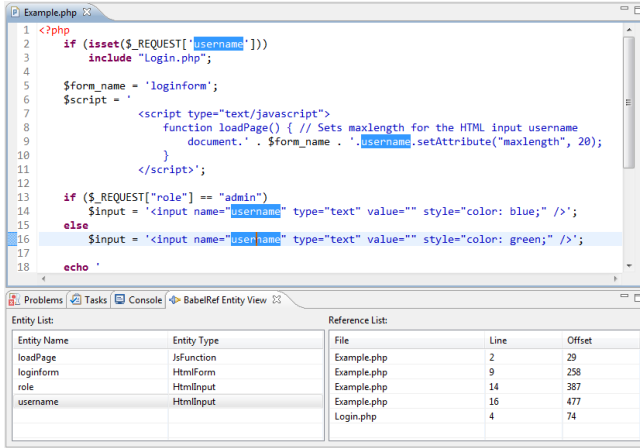 Example.php
1 <?php
2 if (isset($_REQUEST['username']))
3 include "Login.php";
4
5 $form_name = 'loginform';
6 $script = '
7 <script type="text/javascript">
8 function loadPage() { // Sets maxlength for the HTML input username
9 document.' . $form_name . '.username.setAttribute("maxlength", 20);
10 }
11 </script>';
12
13 if ($_REQUEST["role"] == "admin")
14 $input = '<input name="username" type="text" value="" style="color: blue;" />';
15 else
16 $input = '<input name="username" type="text" value="" style="color: green;" />';
17
18 echo '
Problems Tasks Console BabelRef Entity View
Entity List: Reference List:
Entity Name Entity Type File Line Offset
loadPage JsFunction Example.php 2 29
loginform HtmlForm Example.php 9 258
role HtmlInput Example.php 14 387
username HtmlInput Example.php 16 477
Login.php 4 74